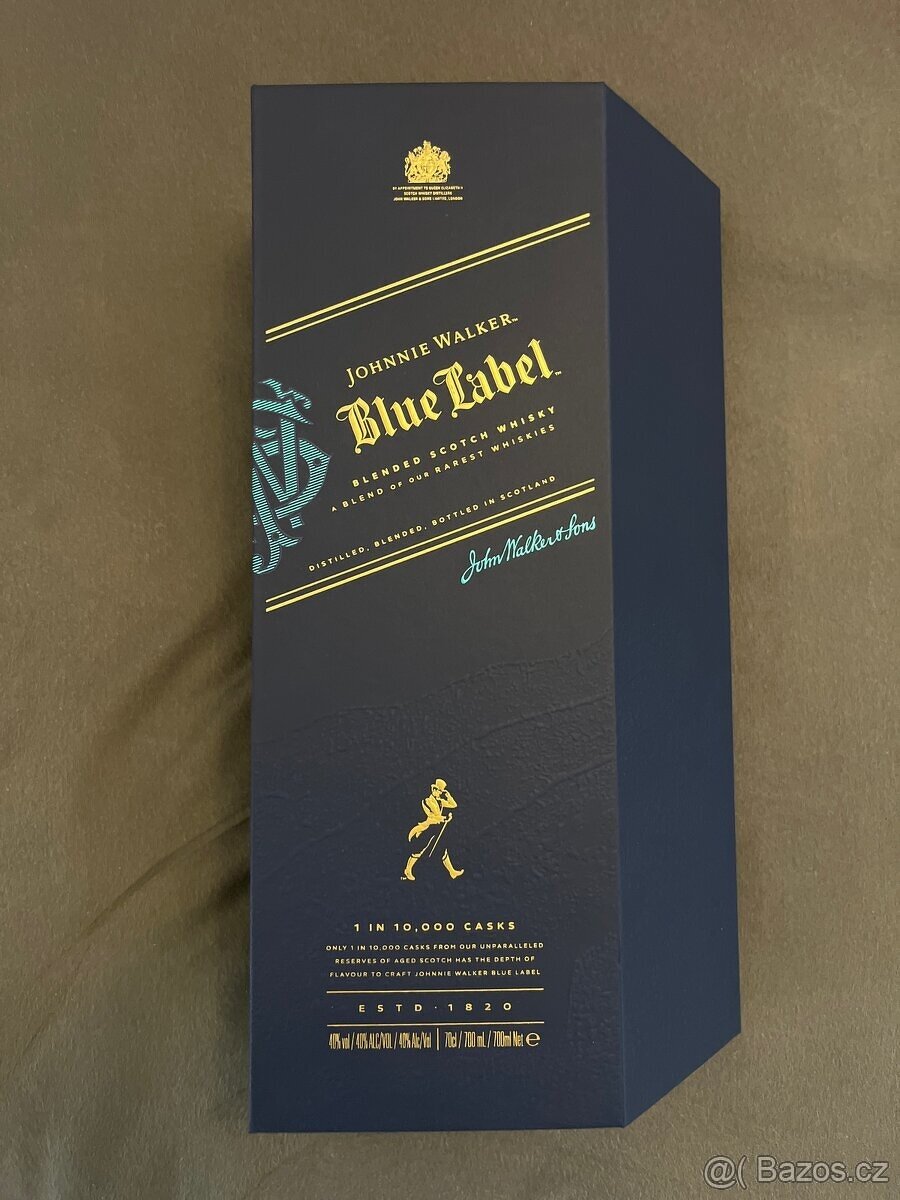 BY APPOINTMENT TO QUEEN ELIZABETH II
SCOTCH WHISKY DISTILLERS
JOHN WALKER & SONS LIMITED, LONDON
JOHNNIE WALKER™
Blue Label™
BLENDED SCOTCH WHISKY
A BLEND OF OUR RAREST WHISKIES
DISTILLED, BLENDED, BOTTLED IN SCOTLAND
John Walker & Sons
1 IN 10,000 CASKS
ONLY 1 IN 10,000 CASKS FROM OUR UNPARALLELED
RESERVES OF AGED SCOTCH HAS THE DEPTH OF
FLAVOUR TO CRAFT JOHNNIE WALKER BLUE LABEL
ESTD · 1820
40% vol / 40% ALC/VOL / 40% Alc/Vol | 70cl / 700 mL / 700ml Net ℮
@( Bazos.cz